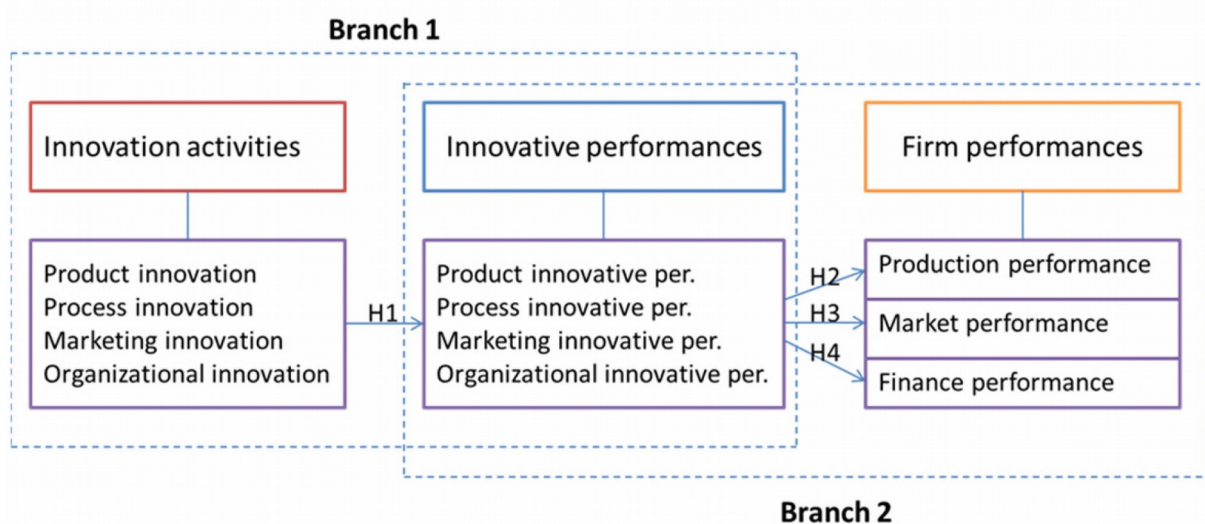 Branch 1
Innovation activities
Innovative performances
Firm performances
Product innovation
Process innovation
Marketing innovation
Organizational innovation
H1
Product innovative per.
Process innovative per.
Marketing innovative per.
Organizational innovative per.
H2
H3
H4
Production performance
Market performance
Finance performance
Branch 2